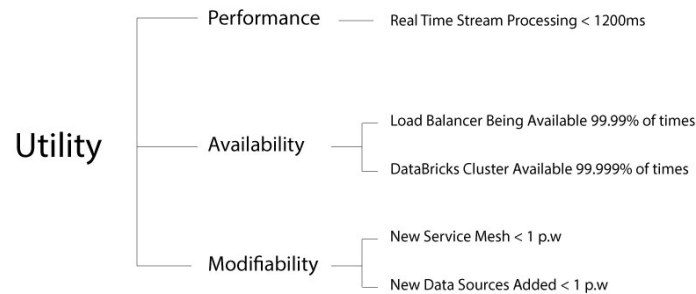 Performance
Real Time Stream Processing < 1200ms
Load Balancer Being Available 99.99% of times
Utility
Availability
DataBricks Cluster Available 99.999% of times
New Service Mesh < 1 p.w
Modifiability
New Data Sources Added < 1 p.w